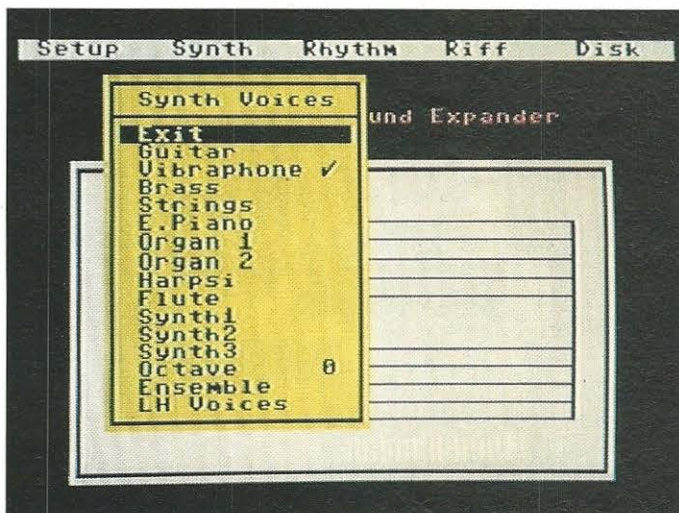 Setup Synth Rhythm Riff Disk
Synth Voices
und Expander
Exit
Guitar
Vibraphone ✓
Brass
Strings
E.Piano
Organ 1
Organ 2
Harpsi
Flute
Synth1
Synth2
Synth3
Octave 0
Ensemble
LH Voices